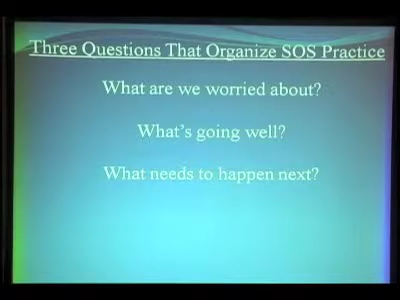 Three Questions That Organize SOS Practice
What are we worried about?
What's going well?
What needs to happen next?